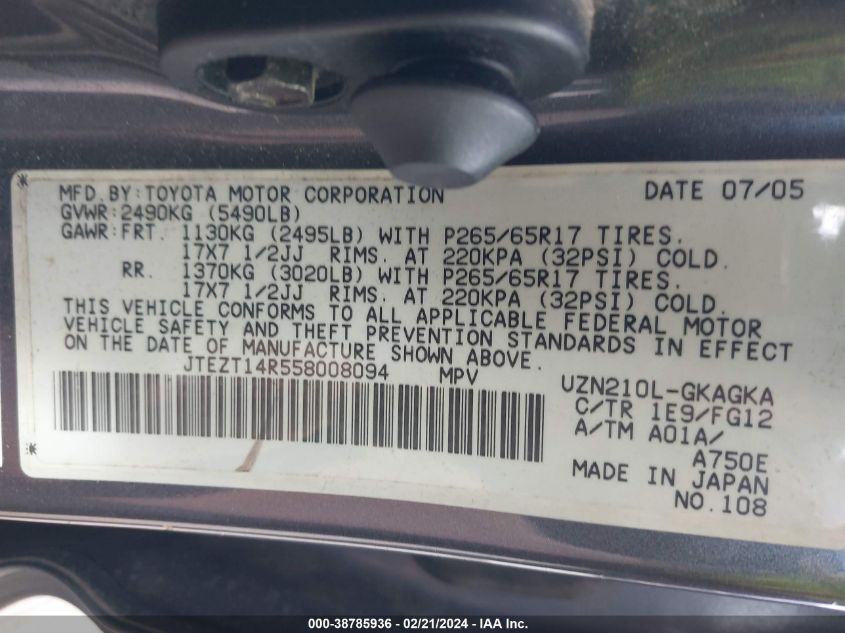 MFD.BY:TOYOTA MOTOR CORPORATION DATE 07/05
GVWR:2490KG (5490LB)
GAWR:FRT. 1130KG (2495LB) WITH P265/65R17 TIRES.
17X7 1/2JJ RIMS. AT 220KPA (32PSI) COLD.
RR. 1370KG (3020LB) WITH P265/65R17 TIRES.
17X7 1/2JJ RIMS. AT 220KPA (32PSI) COLD.
THIS VEHICLE CONFORMS TO ALL APPLICABLE FEDERAL MOTOR
VEHICLE SAFETY AND THEFT PREVENTION STANDARDS IN EFFECT
ON THE DATE OF MANUFACTURE SHOWN ABOVE.
JTEZT14R558008094 MPV
UZN210L-GKAGKA
C/TR 1E9/FG12
A/TM A01A/
A750E
MADE IN JAPAN
NO.108
000-38785936 - 02/21/2024 - IAA Inc.